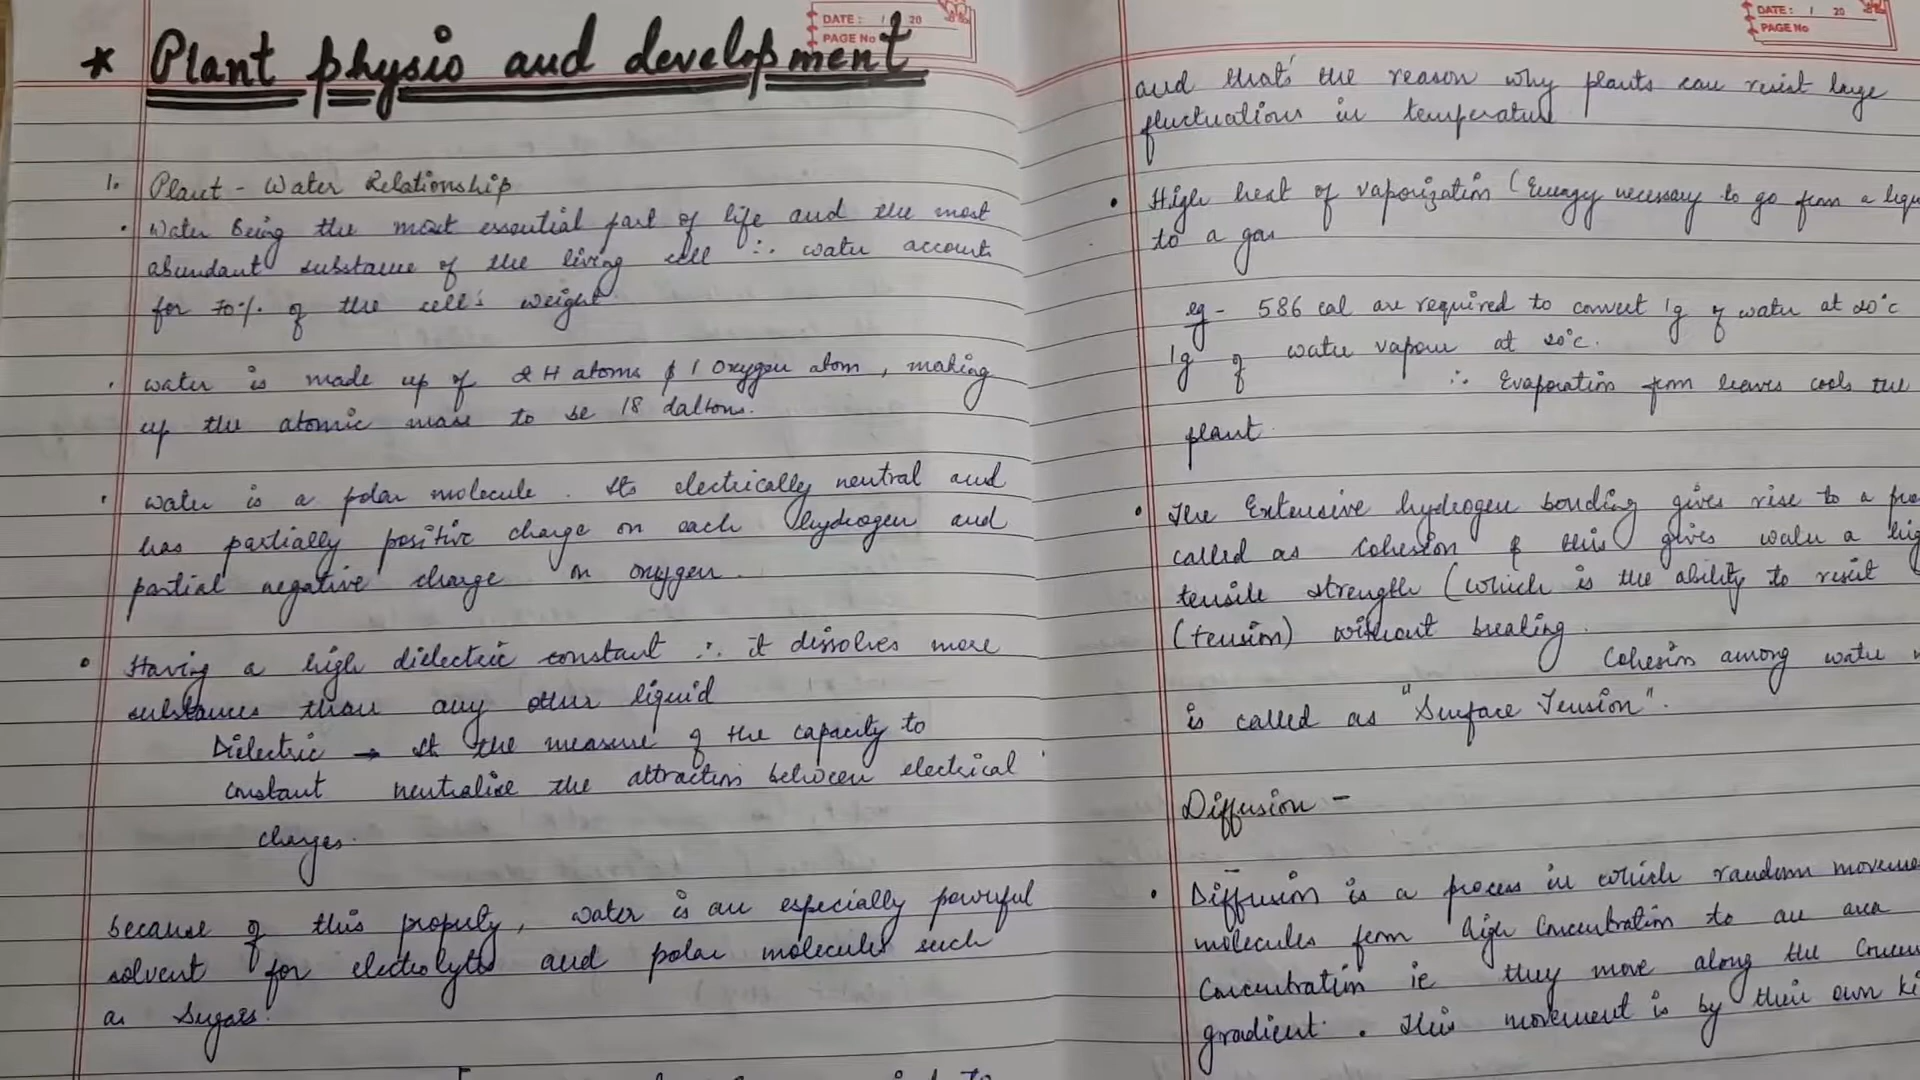 DATE: / 20
PAGE No
* Plant physio and development
1. Plant - Water Relationship
• Water Being the most essential part of life and the most
abundant substance of the living cell ∴ water accounts
for 70% of the cell's weight.
• water is made up of 2 H atoms & 1 Oxygen atom, making
up the atomic mass to be 18 daltons.
• water is a polar molecule. Its electrically neutral and
has partially positive charge on each hydrogen and
partial negative charge on oxygen.
• Having a high dielectric constant ∴ it dissolves more
substances than any other liquid
Dielectric → It the measure of the capacity to
constant neutralise the attraction between electrical
charges.
because of this property, water is an especially powerful
solvent for electrolytes and polar molecules such
as sugars.
DATE: / 20
PAGE No
and that's the reason why plants can resist large
fluctuations in temperature
• High heat of vaporization (Energy necessary to go from a liqu
to a gas
eg - 586 cal are required to convert 1g of water at 20°c
1g of water vapour at 20°c.
∴ Evaporation from leaves cools the
plant.
• The Extensive hydrogen bonding gives rise to a
called as Cohesion & this gives water a hig
tensile strength (which is the ability to resist
(tension) without breaking.
Cohesion among water
is called as "Surface Tension".
Diffusion -
• Diffusion is a process in which random moveme
molecules from high Concentration to an area
Concentration ie they move along the Concen
gradient. This movement is by their own ki